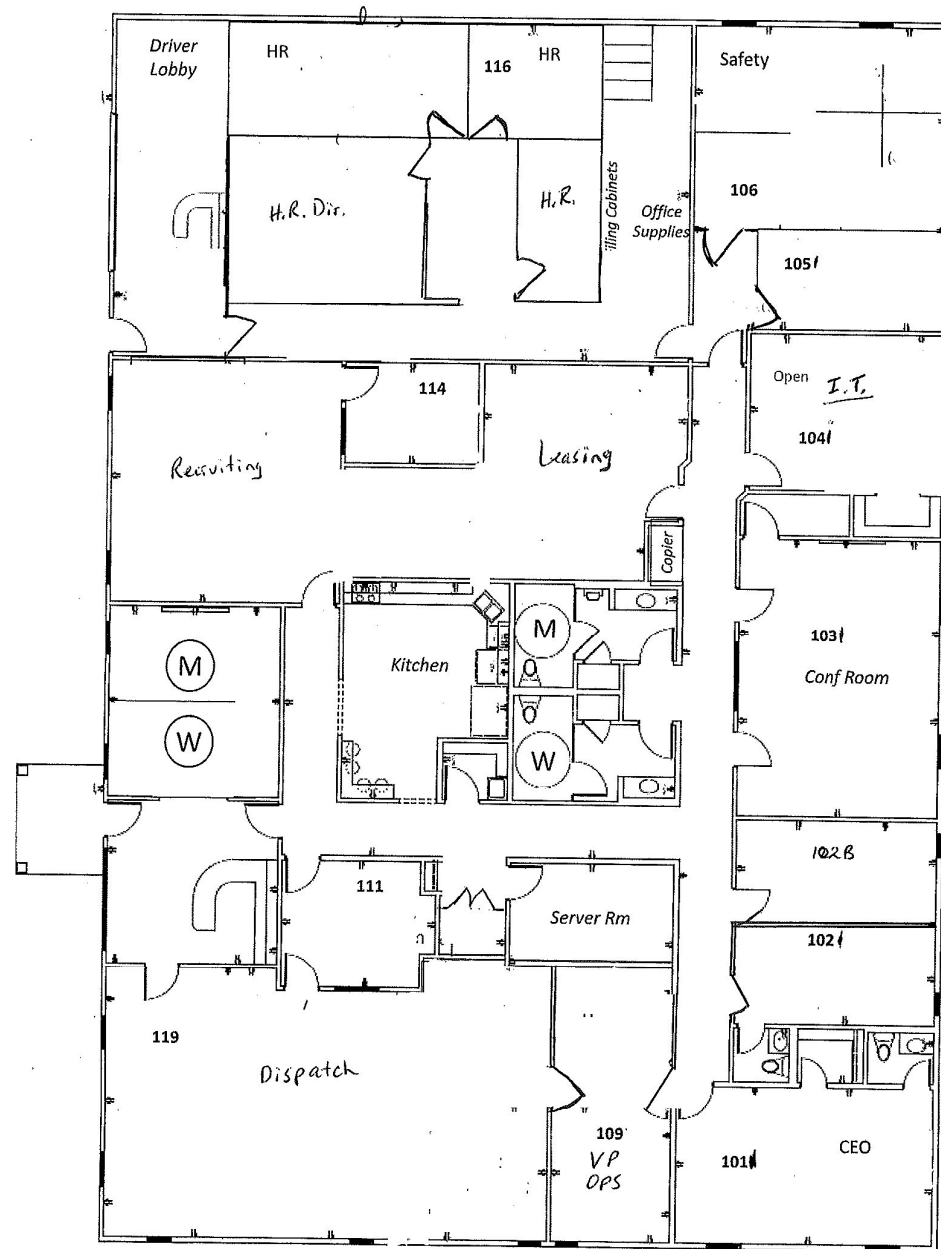 Driver
Lobby
HR
116
HR
Safety
H.R. Dir.
H.R.
illing Cabinets
Office
Supplies
106
105
114
Open
I.T.
104
Recruiting
Leasing
Copier
M
W
Kitchen
M
W
103
Conf Room
102B
111
Server Rm
102
119
Dispatch
109
VP
OPS
101
CEO